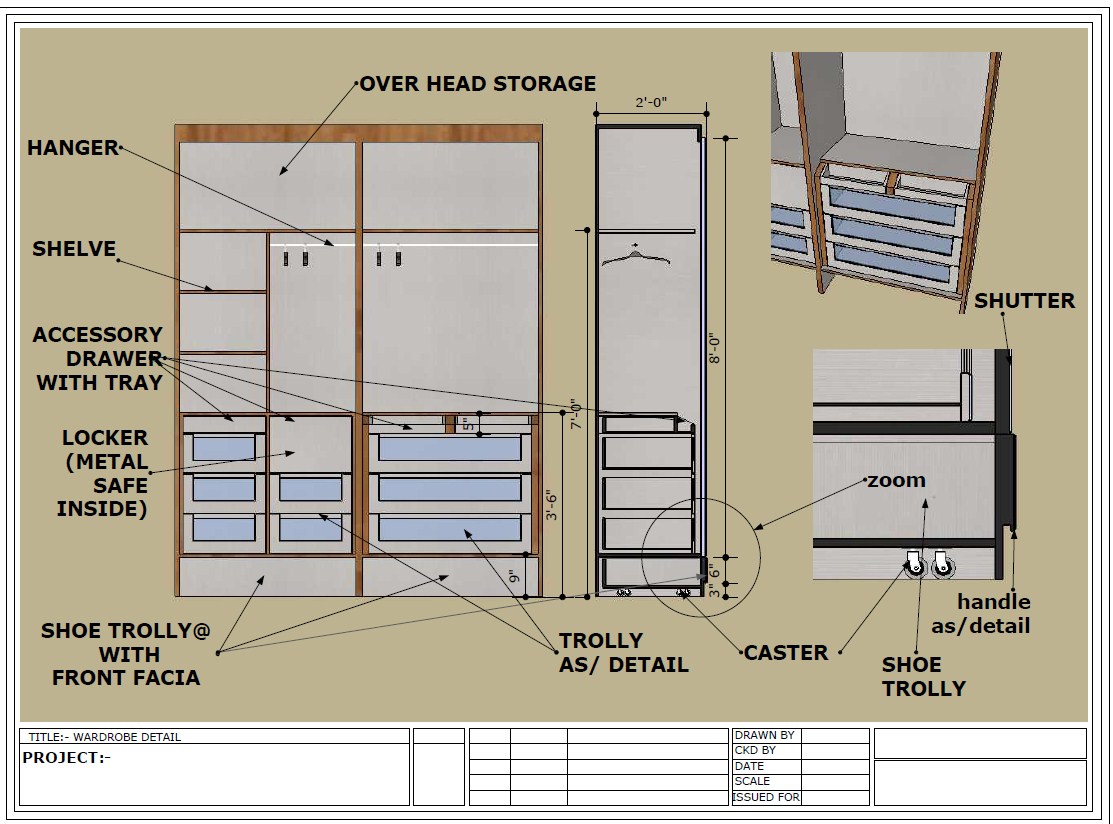 OVER HEAD STORAGE
2'-0"
HANGER
SHELVE
SHUTTER
ACCESSORY
DRAWER
WITH TRAY
8'-0"
7'-0"
5"
LOCKER
(METAL
SAFE
INSIDE)
zoom
3'-6"
9"
6"
3"
handle
as/detail
SHOE TROLLY@
WITH
FRONT FACIA
TROLLY
AS/ DETAIL
CASTER
SHOE
TROLLY
TITLE:- WARDROBE DETAIL
PROJECT:-
DRAWN BY
CKD BY
DATE
SCALE
ISSUED FOR